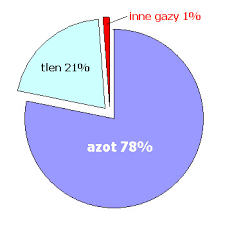 inne gazy 1%
tlen 21%
azot 78%